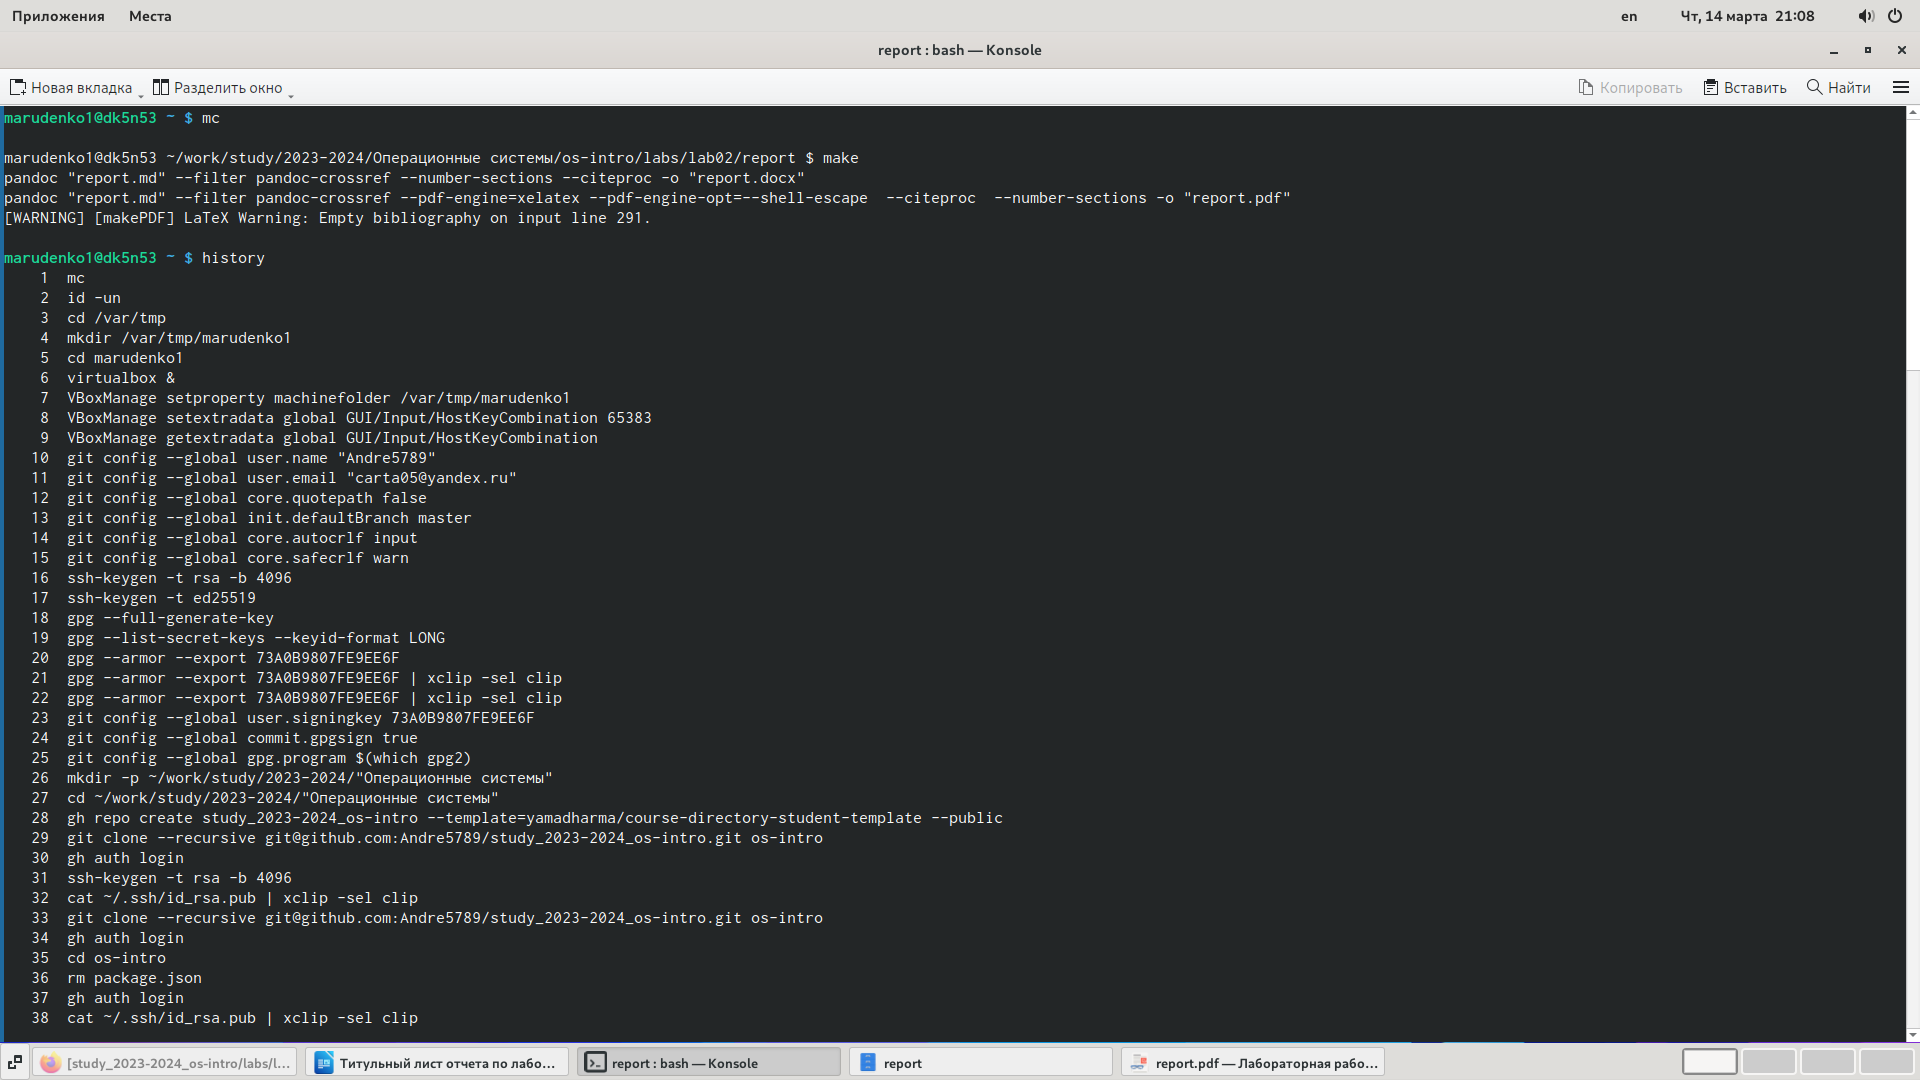 Приложения Места en Чт, 14 марта 21:08
report : bash — Konsole
Новая вкладка Разделить окно Копировать Вставить Найти
marudenko1@dk5n53 ~ $ mc
marudenko1@dk5n53 ~/work/study/2023-2024/Операционные системы/os-intro/labs/lab02/report $ make
pandoc "report.md" --filter pandoc-crossref --number-sections --citeproc -o "report.docx"
pandoc "report.md" --filter pandoc-crossref --pdf-engine=xelatex --pdf-engine-opt=--shell-escape  --citeproc  --number-sections -o "report.pdf"
[WARNING] [makePDF] LaTeX Warning: Empty bibliography on input line 291.
marudenko1@dk5n53 ~ $ history
1  mc
2  id -un
3  cd /var/tmp
4  mkdir /var/tmp/marudenko1
5  cd marudenko1
6  virtualbox &
7  VBoxManage setproperty machinefolder /var/tmp/marudenko1
8  VBoxManage setextradata global GUI/Input/HostKeyCombination 65383
9  VBoxManage getextradata global GUI/Input/HostKeyCombination
10  git config --global user.name "Andre5789"
11  git config --global user.email "carta05@yandex.ru"
12  git config --global core.quotepath false
13  git config --global init.defaultBranch master
14  git config --global core.autocrlf input
15  git config --global core.safecrlf warn
16  ssh-keygen -t rsa -b 4096
17  ssh-keygen -t ed25519
18  gpg --full-generate-key
19  gpg --list-secret-keys --keyid-format LONG
20  gpg --armor --export 73A0B9807FE9EE6F
21  gpg --armor --export 73A0B9807FE9EE6F | xclip -sel clip
22  gpg --armor --export 73A0B9807FE9EE6F | xclip -sel clip
23  git config --global user.signingkey 73A0B9807FE9EE6F
24  git config --global commit.gpgsign true
25  git config --global gpg.program $(which gpg2)
26  mkdir -p ~/work/study/2023-2024/"Операционные системы"
27  cd ~/work/study/2023-2024/"Операционные системы"
28  gh repo create study_2023-2024_os-intro --template=yamadharma/course-directory-student-template --public
29  git clone --recursive git@github.com:Andre5789/study_2023-2024_os-intro.git os-intro
30  gh auth login
31  ssh-keygen -t rsa -b 4096
32  cat ~/.ssh/id_rsa.pub | xclip -sel clip
33  git clone --recursive git@github.com:Andre5789/study_2023-2024_os-intro.git os-intro
34  gh auth login
35  cd os-intro
36  rm package.json
37  gh auth login
38  cat ~/.ssh/id_rsa.pub | xclip -sel clip
[study_2023-2024_os-intro/labs/l... Титульный лист отчета по лабо... report : bash — Konsole report report.pdf — Лабораторная рабо...